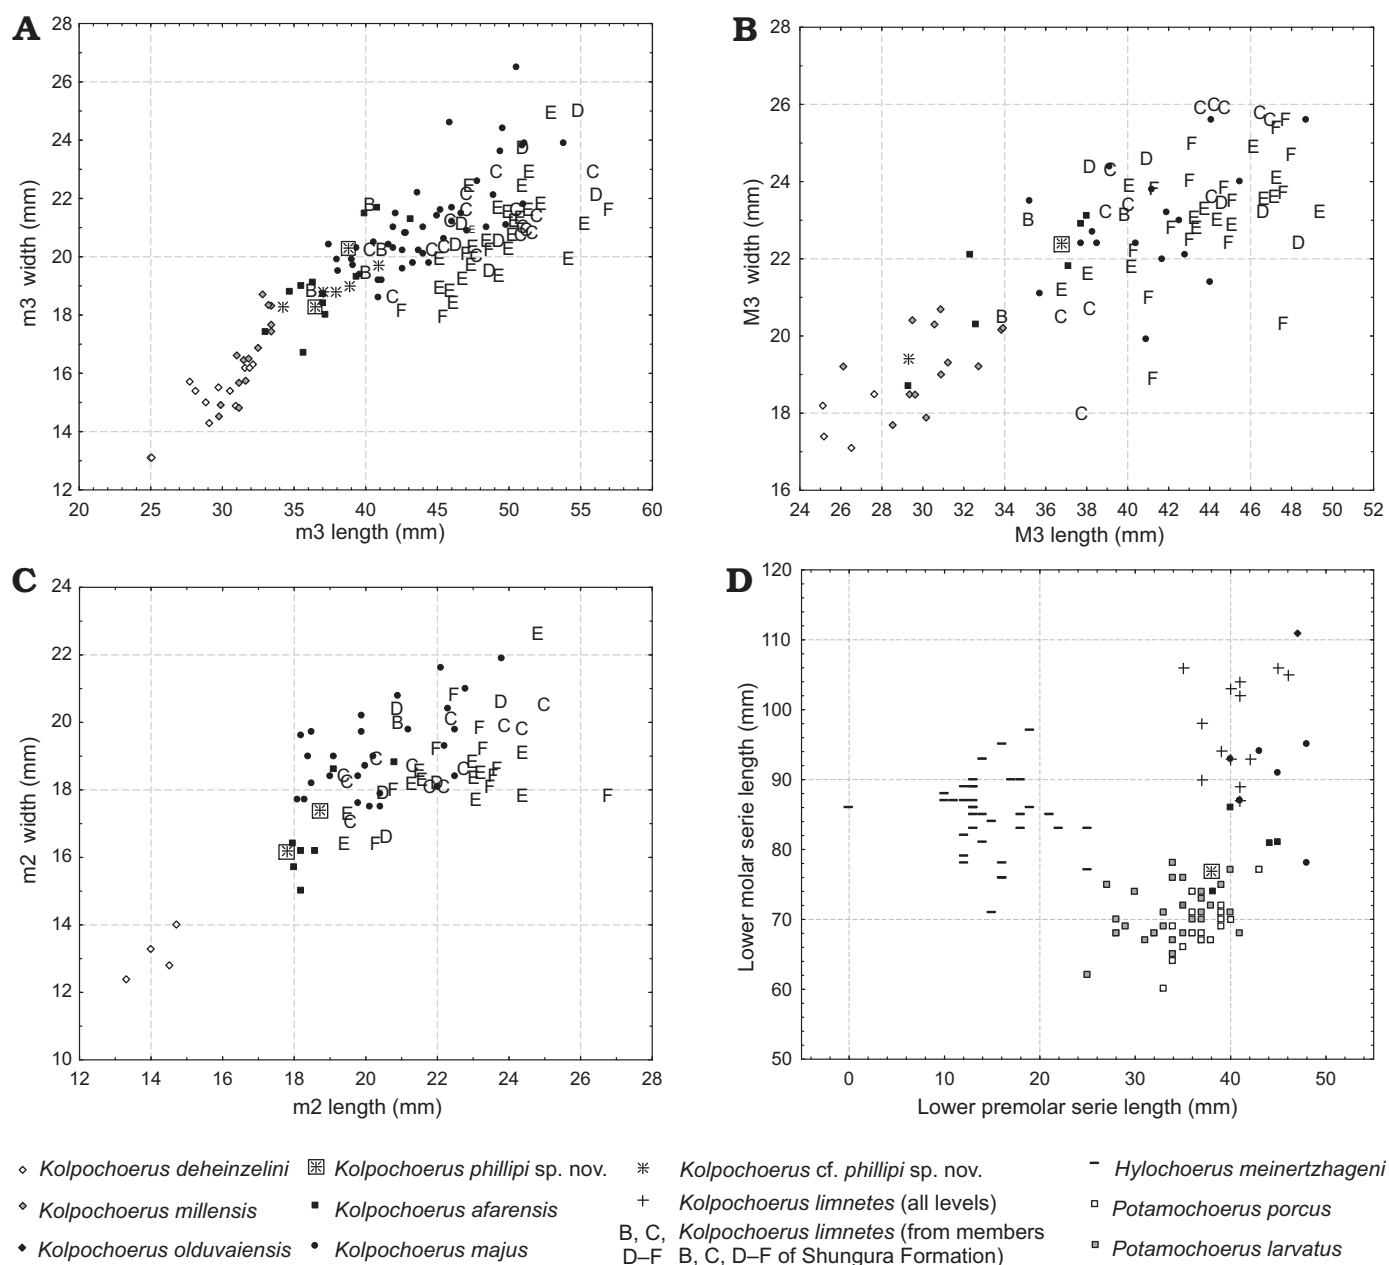 A
28
26
24
22
20
18
16
14
12
m3 width (mm)
20 25 30 35 40 45 50 55 60
m3 length (mm)
B
28
26
24
22
20
18
16
M3 width (mm)
24 26 28 30 32 34 36 38 40 42 44 46 48 50 52
M3 length (mm)
C
24
22
20
18
16
14
12
10
m2 width (mm)
12 14 16 18 20 22 24 26 28
m2 length (mm)
D
120
110
100
90
80
70
60
50
Lower molar serie length (mm)
0 10 20 30 40 50
Lower premolar serie length (mm)
Kolpochoerus deheinzelini
Kolpochoerus millensis
Kolpochoerus olduvaiensis
Kolpochoerus phillipi sp. nov.
Kolpochoerus afarensis
Kolpochoerus majus
Kolpochoerus cf. phillipi sp. nov.
Kolpochoerus limnetes (all levels)
B, C, Kolpochoerus limnetes (from members
D–F B, C, D–F of Shungura Formation)
Hylochoerus meinertzhageni
Potamochoerus porcus
Potamochoerus larvatus